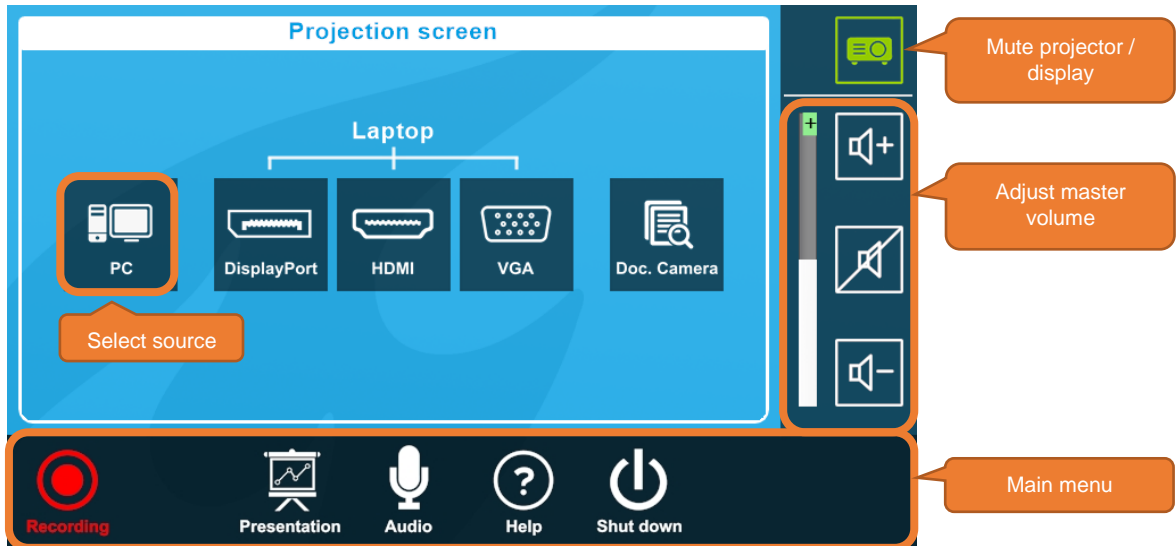 Projection screen
Mute projector /
display
Laptop
+
Adjust master
volume
PC
DisplayPort
HDMI
VGA
Doc. Camera
Select source
Main menu
Recording
Presentation
Audio
?
Help
Shut down